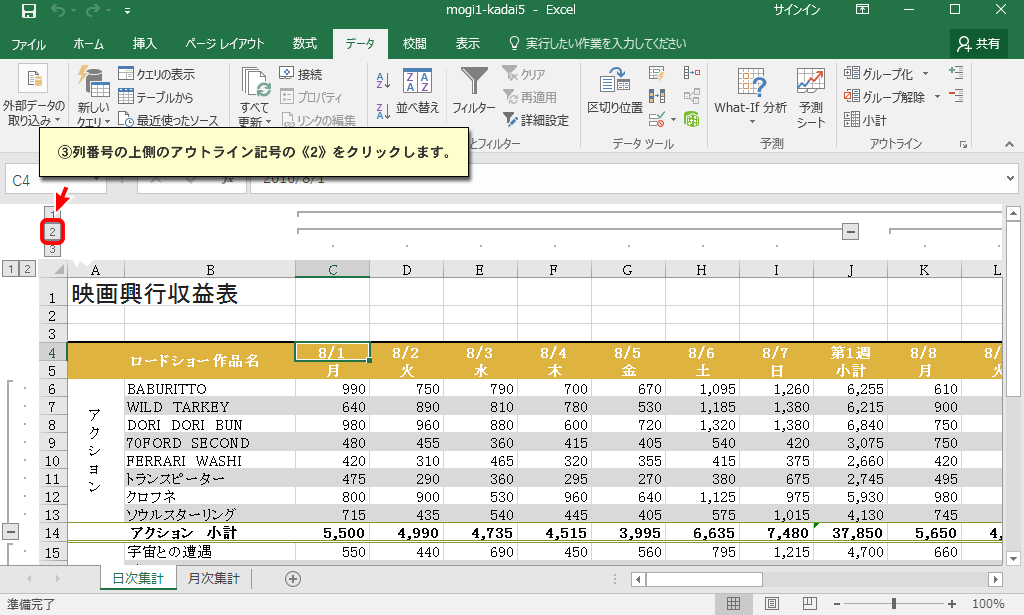 mogi1-kadai5 - Excel サインイン
ファイル ホーム 挿入 ページ レイアウト 数式 データ 校閲 表示 実行したい作業を入力してください 共有
外部データの取り込み 新しいクエリ クエリの表示 テーブルから 最近使ったソース
すべて更新 接続 プロパティ リンクの編集
並べ替え フィルター クリア 再適用 詳細設定
区切り位置 What-If 分析 予測シート グループ化 グループ解除 小計
とフィルター データ ツール 予測 アウトライン
③列番号の上側のアウトライン記号の《2》をクリックします。
C4 2016/8/1
1
2
3
1 2 A B C D E F G H I J K L
1 映画興行収益表
2
3
4 ロードショー作品名 8/1 8/2 8/3 8/4 8/5 8/6 8/7 第1週 8/8 8/
5 月 火 水 木 金 土 日 小計 月 火
6 BABURITTO 990 750 790 700 670 1,095 1,260 6,255 610
アクション
7 WILD TARKEY 640 890 810 780 530 1,185 1,380 6,215 900
8 DORI DORI BUN 980 960 880 600 720 1,320 1,380 6,840 750
9 70FORD SECOND 480 455 360 415 405 540 420 3,075 750
10 FERRARI WASHI 420 310 465 320 355 415 375 2,660 420
11 トランスピーター 475 290 360 295 270 380 675 2,745 495
12 クロフネ 800 900 530 960 640 1,125 975 5,930 980
13 ソウルスターリング 715 435 540 445 405 575 1,015 4,130 745
14 アクション 小計 5,500 4,990 4,735 4,515 3,995 6,635 7,480 37,850 5,650 4,
15 宇宙との遭遇 550 440 690 450 560 795 1,215 4,700 660
日次集計 月次集計
準備完了 100%